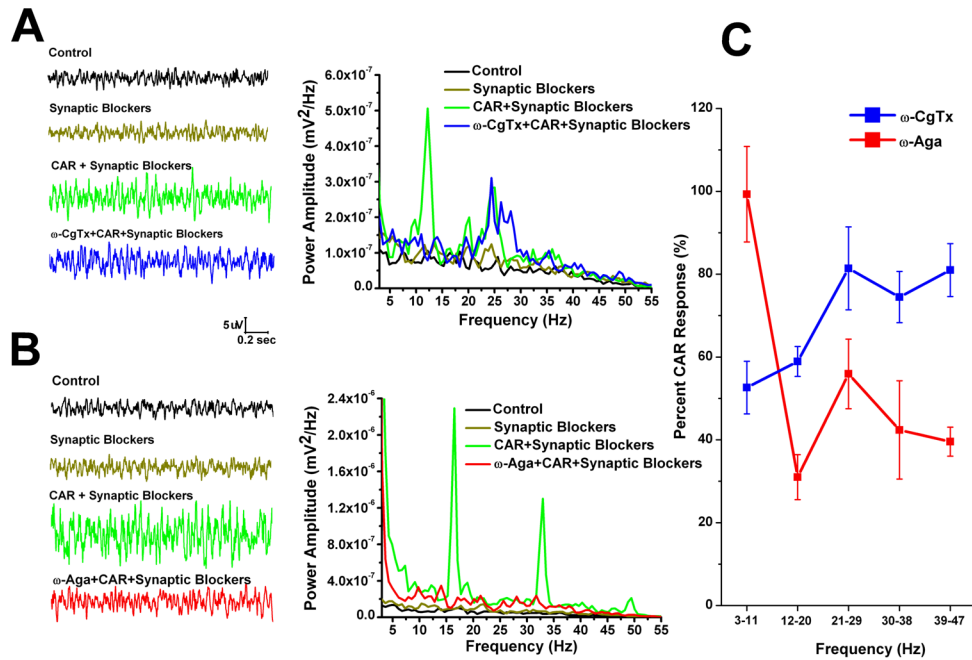 A
Control
Synaptic Blockers
CAR + Synaptic Blockers
ω-CgTx+CAR+Synaptic Blockers
5 uV
0.2 sec
Power Amplitude (mV²/Hz)
6.0x10⁻⁷
5.0x10⁻⁷
4.0x10⁻⁷
3.0x10⁻⁷
2.0x10⁻⁷
1.0x10⁻⁷
0.0
Control
Synaptic Blockers
CAR+Synaptic Blockers
ω-CgTx+CAR+Synaptic Blockers
5 10 15 20 25 30 35 40 45 50 55
Frequency (Hz)
B
Control
Synaptic Blockers
CAR + Synaptic Blockers
ω-Aga+CAR+Synaptic Blockers
Power Amplitude (mV²/Hz)
2.4x10⁻⁶
2.0x10⁻⁶
1.6x10⁻⁶
1.2x10⁻⁶
8.0x10⁻⁷
4.0x10⁻⁷
0.0
Control
Synaptic Blockers
CAR+Synaptic Blockers
ω-Aga+CAR+Synaptic Blockers
5 10 15 20 25 30 35 40 45 50 55
Frequency (Hz)
C
Percent CAR Response (%)
120
100
80
60
40
20
0
ω-CgTx
ω-Aga
3-11 12-20 21-29 30-38 39-47
Frequency (Hz)